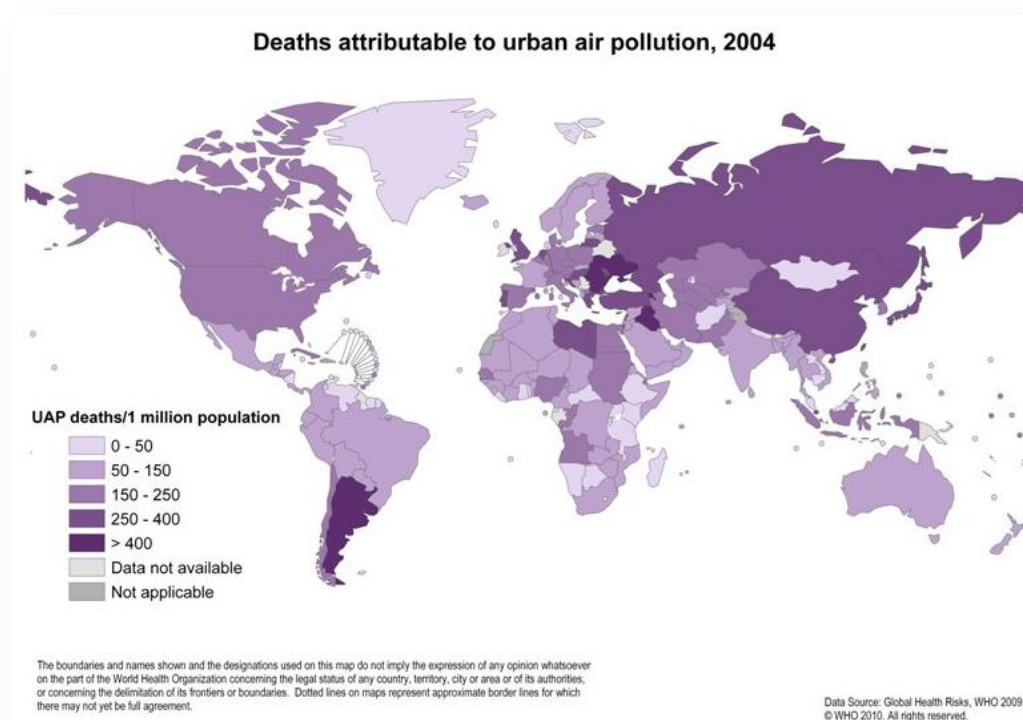 Deaths attributable to urban air pollution, 2004
UAP deaths/1 million population
0 - 50
50 - 150
150 - 250
250 - 400
> 400
Data not available
Not applicable
The boundaries and names shown and the designations used on this map do not imply the expression of any opinion whatsoever
on the part of the World Health Organization concerning the legal status of any country, territory, city or area or of its authorities,
or concerning the delimitation of its frontiers or boundaries. Dotted lines on maps represent approximate border lines for which
there may not yet be full agreement.
Data Source: Global Health Risks, WHO 2009
© WHO 2010. All rights reserved.